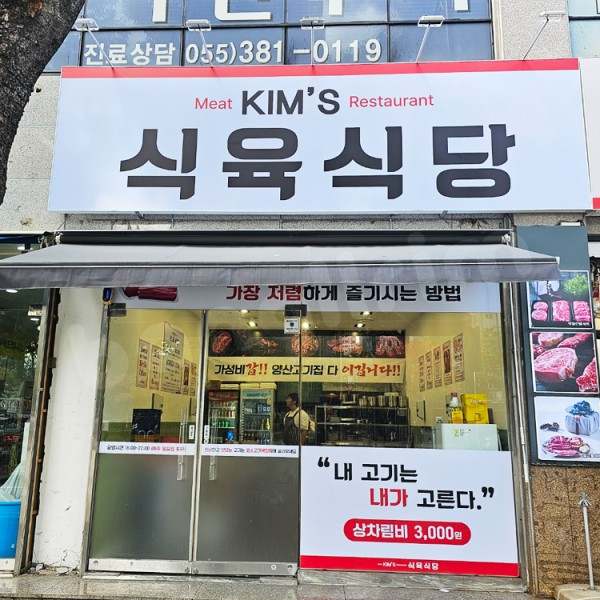 진료상담 055)381-0119
Meat KIM'S Restaurant
식육식당
가장 저렴하게 즐기시는 방법
가성비갑!! 양산고기집 다 이김니다!!
“내 고기는
내가 고른다.”
상차림비 3,000원
KIM'S 식육식당